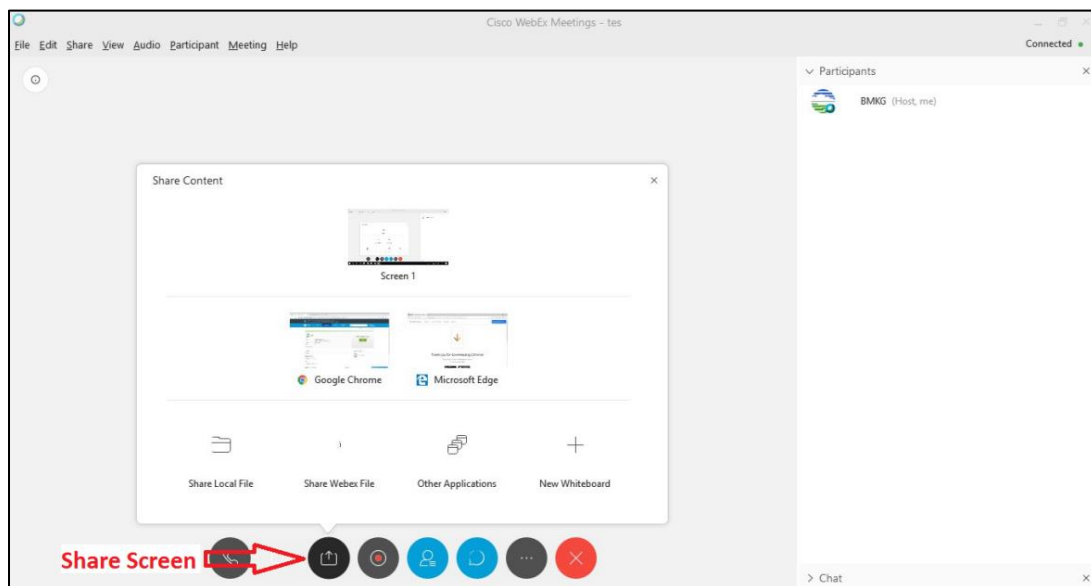 Cisco WebEx Meetings - tes
File Edit Share View Audio Participant Meeting Help
Connected
Participants
BMKG (Host, me)
Share Content
Screen 1
Google Chrome Microsoft Edge
Share Local File Share Webex File Other Applications New Whiteboard
Share Screen
Chat